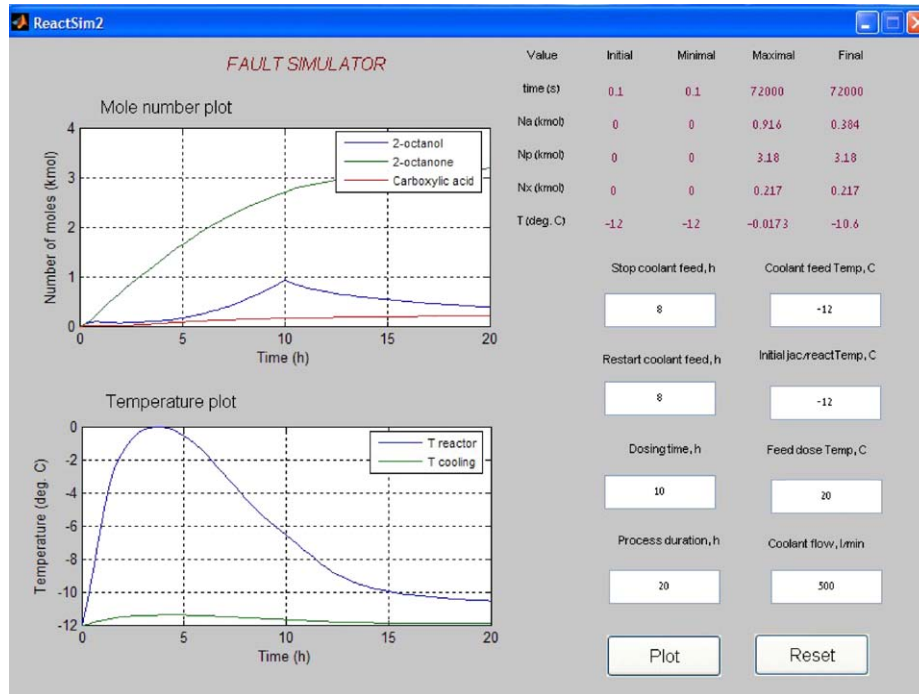 ReactSim2
FAULT SIMULATOR
Value Initial Minimal Maximal Final
time (s) 0.1 0.1 72000 72000
Na (kmol) 0 0 0.916 0.384
Np (kmol) 0 0 3.18 3.18
Nx (kmol) 0 0 0.217 0.217
T (deg. C) -12 -12 -0.0173 -10.6
Mole number plot
4
3
2
1
0
Number of moles (kmol)
2-octanol
2-octanone
Carboxylic acid
0 5 10 15 20
Time (h)
Temperature plot
0
-2
-4
-6
-8
-10
-12
Temperature (deg. C)
T reactor
T cooling
0 5 10 15 20
Time (h)
Stop coolant feed, h Coolant feed Temp, C
8 -12
Restart coolant feed, h Initial jac/react Temp, C
8 -12
Dosing time, h Feed dose Temp, C
10 20
Process duration, h Coolant flow, l/min
20 500
Plot Reset